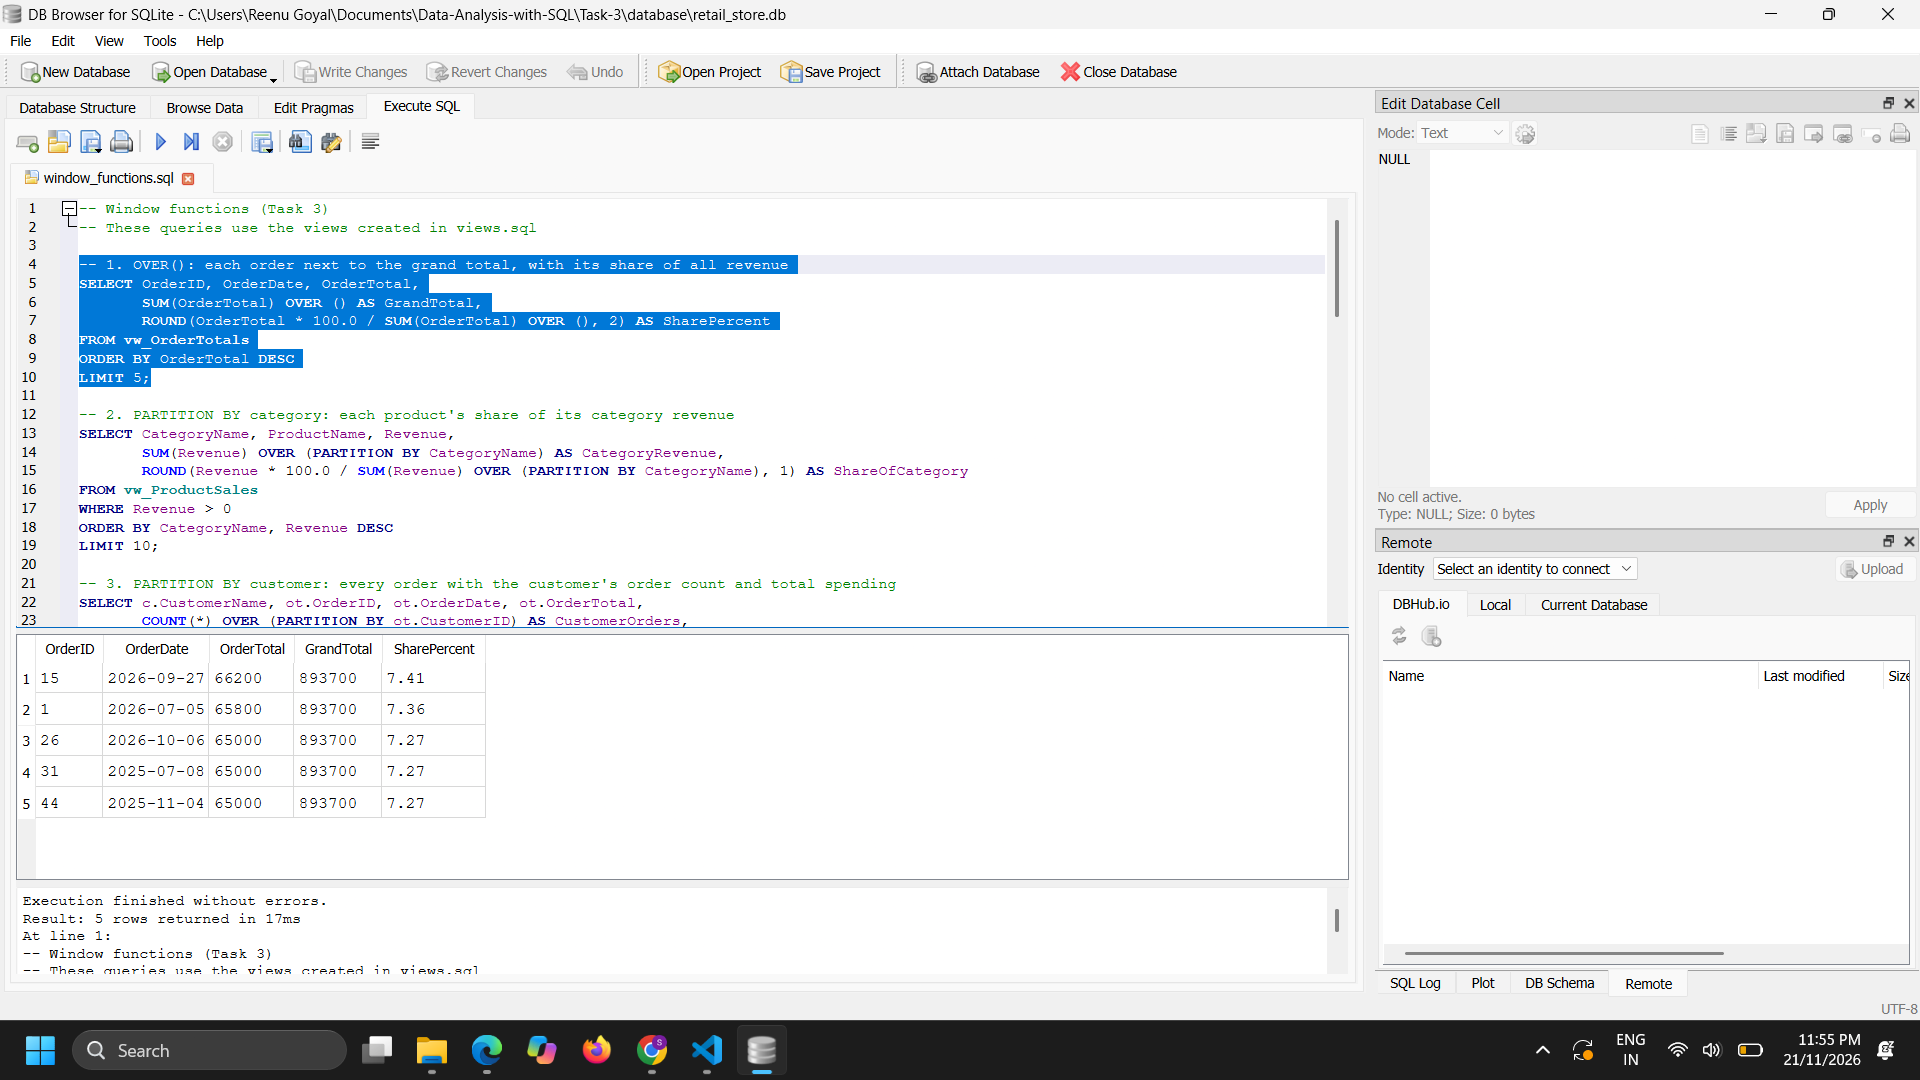 DB Browser for SQLite - C:\Users\Reenu Goyal\Documents\Data-Analysis-with-SQL\Task-3\database\retail_store.db
File Edit View Tools Help
New Database Open Database Write Changes Revert Changes Undo Open Project Save Project Attach Database Close Database
Database Structure Browse Data Edit Pragmas Execute SQL
window_functions.sql
1 -- Window functions (Task 3)
2 -- These queries use the views created in views.sql
3
4 -- 1. OVER(): each order next to the grand total, with its share of all revenue
5 SELECT OrderID, OrderDate, OrderTotal,
6 SUM(OrderTotal) OVER () AS GrandTotal,
7 ROUND(OrderTotal * 100.0 / SUM(OrderTotal) OVER (), 2) AS SharePercent
8 FROM vw_OrderTotals
9 ORDER BY OrderTotal DESC
10 LIMIT 5;
11
12 -- 2. PARTITION BY category: each product's share of its category revenue
13 SELECT CategoryName, ProductName, Revenue,
14 SUM(Revenue) OVER (PARTITION BY CategoryName) AS CategoryRevenue,
15 ROUND(Revenue * 100.0 / SUM(Revenue) OVER (PARTITION BY CategoryName), 1) AS ShareOfCategory
16 FROM vw_ProductSales
17 WHERE Revenue > 0
18 ORDER BY CategoryName, Revenue DESC
19 LIMIT 10;
20
21 -- 3. PARTITION BY customer: every order with the customer's order count and total spending
22 SELECT c.CustomerName, ot.OrderID, ot.OrderDate, ot.OrderTotal,
23 COUNT(*) OVER (PARTITION BY ot.CustomerID) AS CustomerOrders,
OrderID OrderDate OrderTotal GrandTotal SharePercent
1 15 2026-09-27 66200 893700 7.41
2 1 2026-07-05 65800 893700 7.36
3 26 2026-10-06 65000 893700 7.27
4 31 2025-07-08 65000 893700 7.27
5 44 2025-11-04 65000 893700 7.27
Execution finished without errors.
Result: 5 rows returned in 17ms
At line 1:
-- Window functions (Task 3)
-- These queries use the views created in views.sql
Edit Database Cell
Mode: Text
NULL
No cell active.
Type: NULL; Size: 0 bytes
Apply
Remote
Identity Select an identity to connect Upload
DBHub.io Local Current Database
Name Last modified Size
SQL Log Plot DB Schema Remote
UTF-8
Search
ENG
IN
11:55 PM
21/11/2026